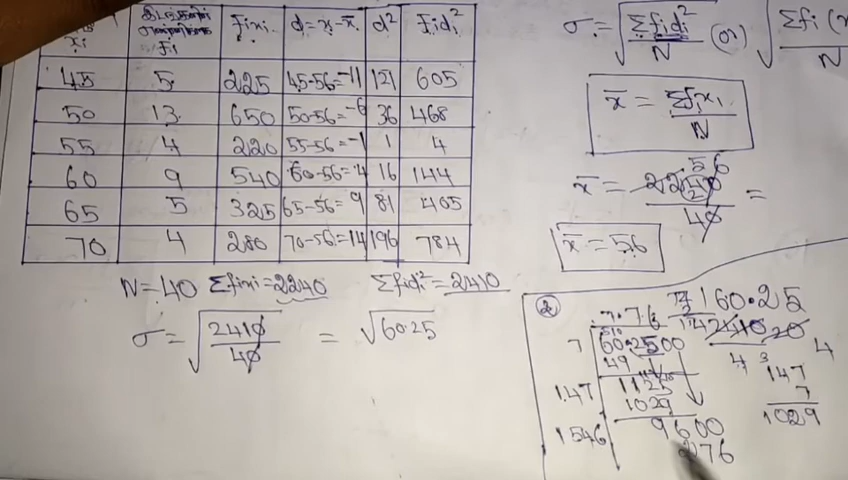 xi fi fixi d=x-x̄ d² fidi²
45 5 225 45-56=-11 121 605
50 13 650 50-56=-6 36 468
55 4 220 55-56=-1 1 4
60 9 540 60-56=4 16 144
65 5 325 65-56=9 81 405
70 4 280 70-56=14 196 784
N=40 Σfixi=2240 Σfidi²=2410
σ=√2410/40 = √60.25
σ=√Σfidi²/N (or) √Σfi(x
N
x̄ = Σfixi/N
x̄ = 2240/40 =
56
x̄ = 56
②
7.76
7 60.2500
49
147 1125
1029
1546 9600
276
60.25
4
147
7
1029